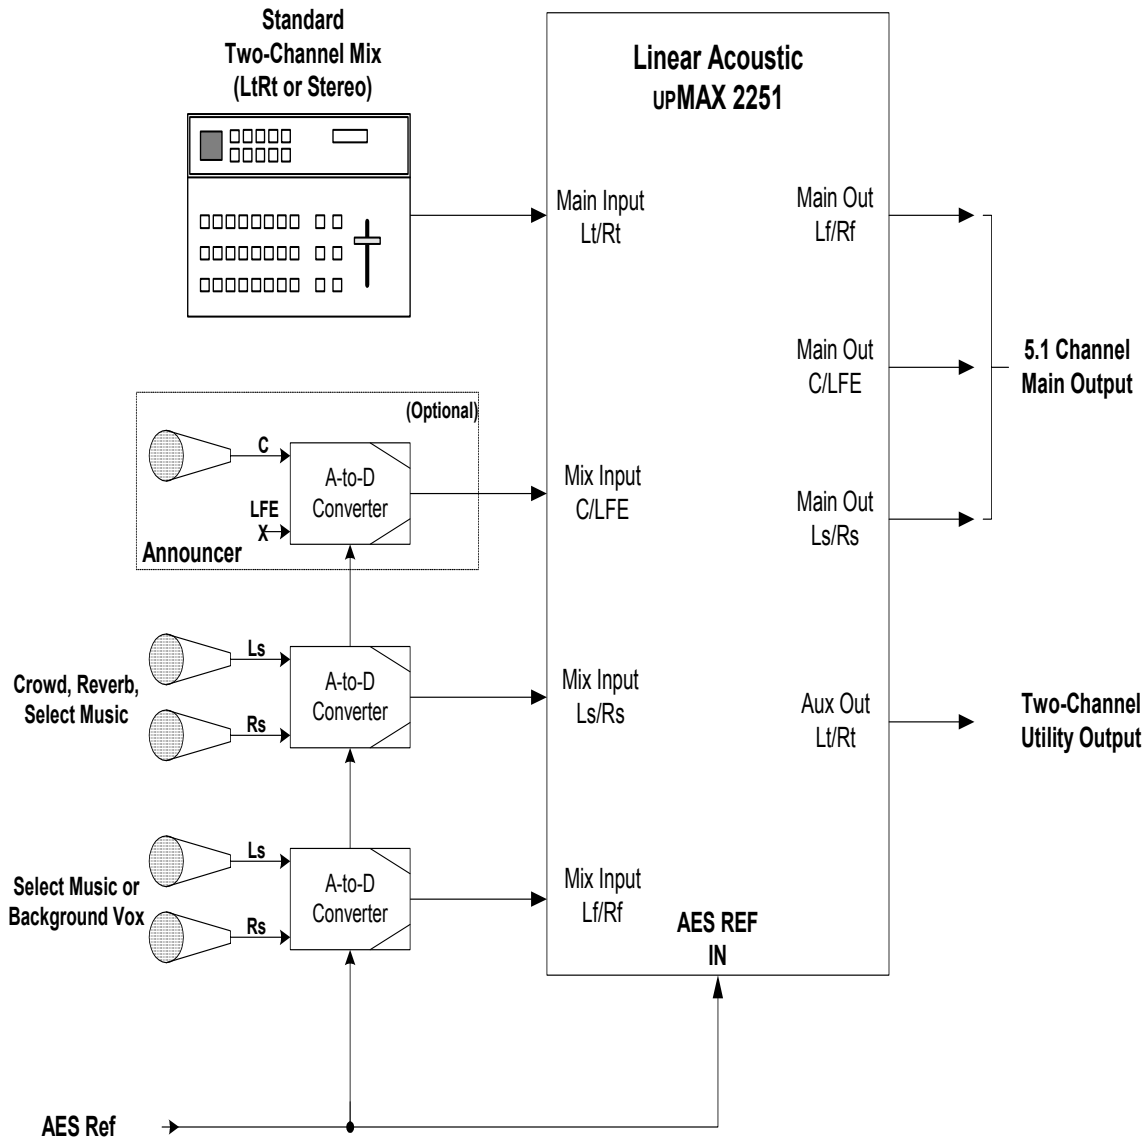 Standard
Two-Channel Mix
(LtRt or Stereo)
Linear Acoustic
UPMAX 2251
Main Input
Lt/Rt
Main Out
Lf/Rf
Main Out
C/LFE
5.1 Channel
Main Output
(Optional)
C
A-to-D
Converter
LFE
X
Announcer
Mix Input
C/LFE
Main Out
Ls/Rs
Crowd, Reverb,
Select Music
Ls
Rs
A-to-D
Converter
Mix Input
Ls/Rs
Aux Out
Lt/Rt
Two-Channel
Utility Output
Select Music or
Background Vox
Ls
Rs
A-to-D
Converter
Mix Input
Lf/Rf
AES REF
IN
AES Ref